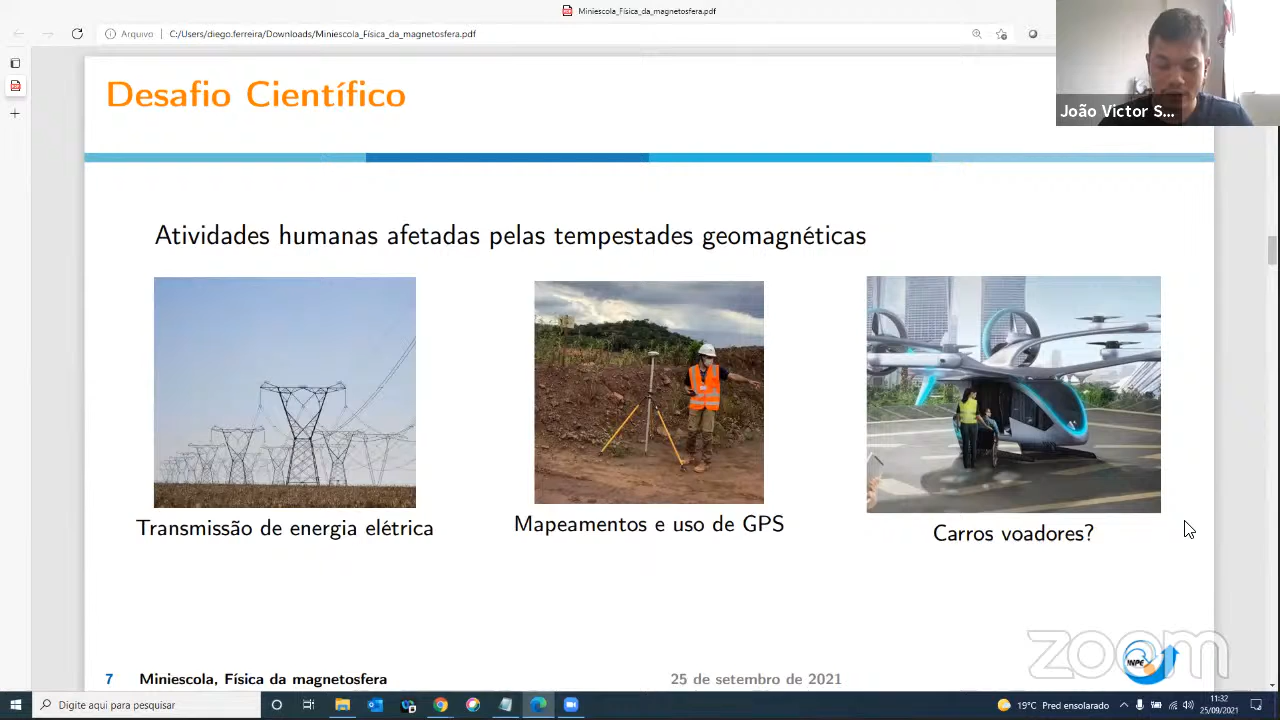 Miniescola_Física_da_magnetosfera.pdf
Arquivo
C:/Users/diego.ferreira/Downloads/Miniescola_Física_da_magnetosfera.pdf
João Victor S...
Desafio Científico
Atividades humanas afetadas pelas tempestades geomagnéticas
Transmissão de energia elétrica
Mapeamentos e uso de GPS
Carros voadores?
zoom
INPE
7 Miniescola, Física da magnetosfera 25 de setembro de 2021
Digite aqui para pesquisar
19°C Pred ensolarado
11:32
25/09/2021